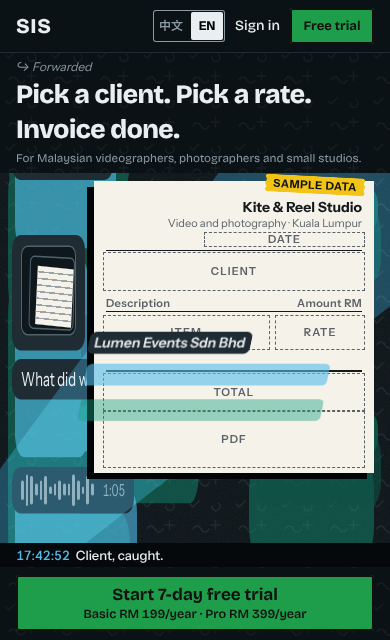 SIS
中文 EN Sign in Free trial
↪ Forwarded
Pick a client. Pick a rate.
Invoice done.
For Malaysian videographers, photographers and small studios.
SAMPLE DATA
Kite & Reel Studio
Video and photography · Kuala Lumpur
DATE
CLIENT
Description Amount RM
ITEM RATE
Lumen Events Sdn Bhd
What did w
TOTAL
PDF
1:05
17:42:52 Client, caught.
Start 7-day free trial
Basic RM 199/year · Pro RM 399/year